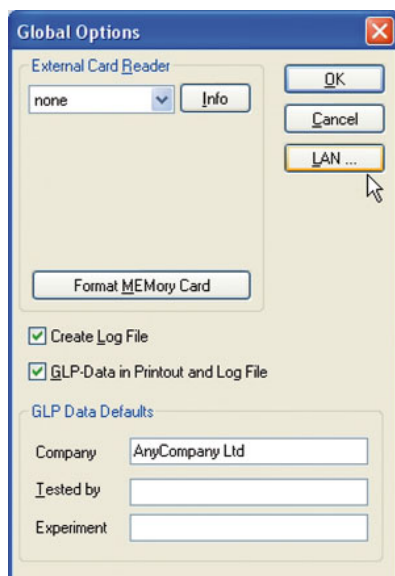 Global Options
External Card Reader
none
Info
OK
Cancel
LAN ...
Format MEMory Card
Create Log File
GLP-Data in Printout and Log File
GLP Data Defaults
Company AnyCompany Ltd
Tested by
Experiment